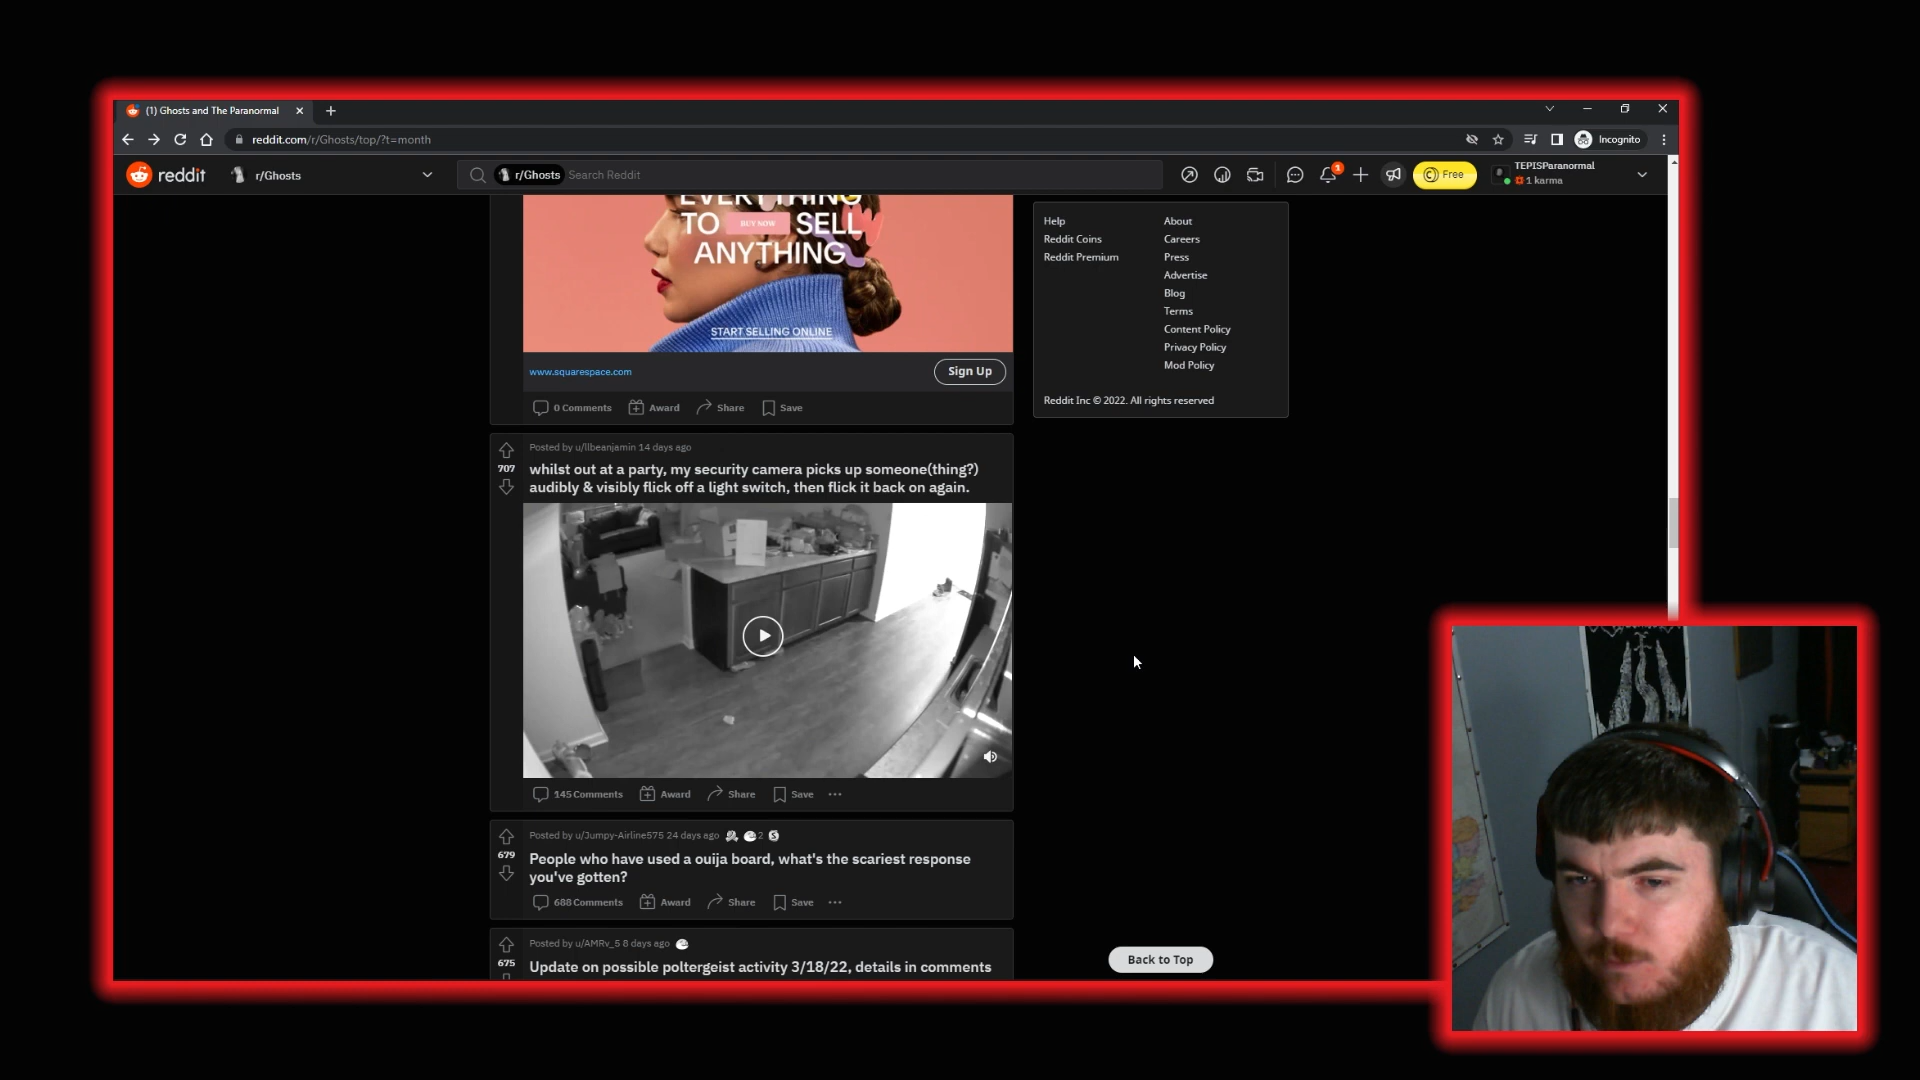 (1) Ghosts and The Paranormal
reddit.com/r/Ghosts/top/?t=month
Incognito
reddit
r/Ghosts
r/Ghosts
Search Reddit
1
Free
TEPISParanormal
1 karma
EVERYTHING
TO BUY NOW SELL
ANYTHING
START SELLING ONLINE
www.squarespace.com
Sign Up
0 Comments
Award
Share
Save
Help
Reddit Coins
Reddit Premium
About
Careers
Press
Advertise
Blog
Terms
Content Policy
Privacy Policy
Mod Policy
Reddit Inc © 2022. All rights reserved
Posted by u/llbeanjamin 14 days ago
707
whilst out at a party, my security camera picks up someone(thing?)
audibly & visibly flick off a light switch, then flick it back on again.
145 Comments
Award
Share
Save
Posted by u/Jumpy-Airline575 24 days ago
2
679
People who have used a ouija board, what's the scariest response
you've gotten?
688 Comments
Award
Share
Save
Posted by u/AMRv_5 8 days ago
675
Update on possible poltergeist activity 3/18/22, details in comments
Back to Top